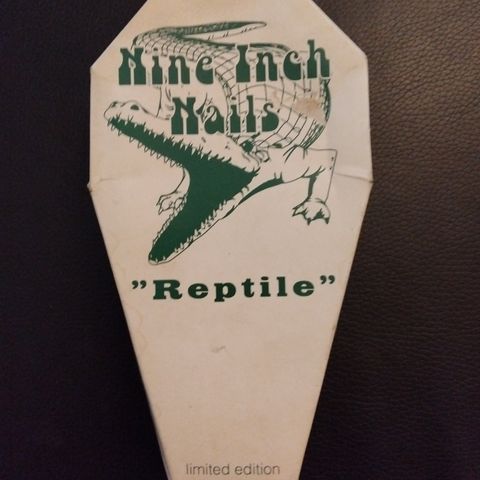 Nine Inch
Nails
”Reptile”
limited edition